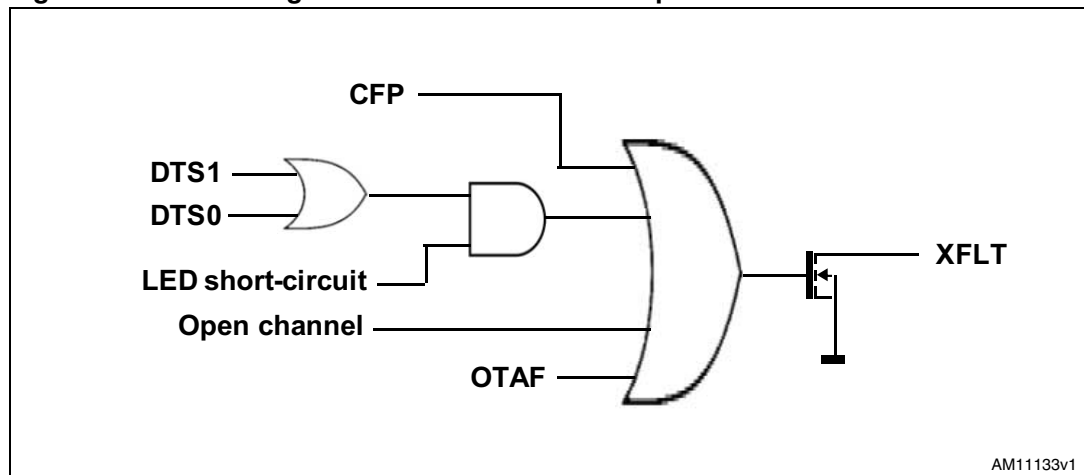 CFP
DTS1
DTS0
XFLT
LED short-circuit
Open channel
OTAF
AM11133v1